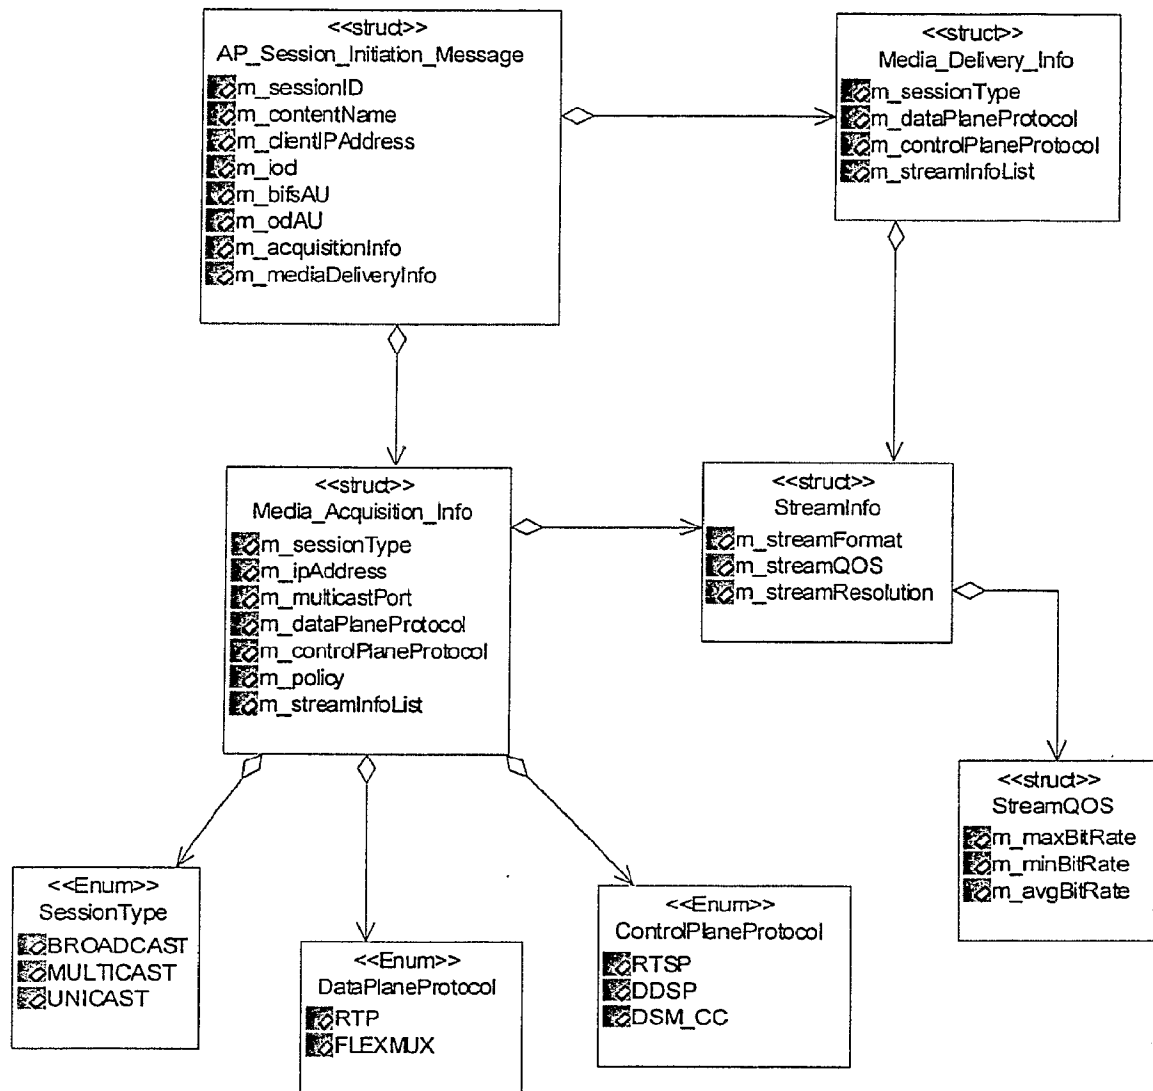 <<struct>>
AP_Session_Initiation_Message
m_sessionID
m_contentName
m_clientIPAddress
m_iod
m_bifsAU
m_odAU
m_acquisitionInfo
m_mediaDeliveryInfo
<<struct>>
Media_Delivery_Info
m_sessionType
m_dataPlaneProtocol
m_controlPlaneProtocol
m_streamInfoList
<<struct>>
Media_Acquisition_Info
m_sessionType
m_ipAddress
m_multicastPort
m_dataPlaneProtocol
m_controlPlaneProtocol
m_policy
m_streamInfoList
<<struct>>
StreamInfo
m_streamFormat
m_streamQOS
m_streamResolution
<<struct>>
StreamQOS
m_maxBitRate
m_minBitRate
m_avgBitRate
<<Enum>>
SessionType
BROADCAST
MULTICAST
UNICAST
<<Enum>>
DataPlaneProtocol
RTP
FLEXMUX
<<Enum>>
ControlPlaneProtocol
RTSP
DDSP
DSM_CC